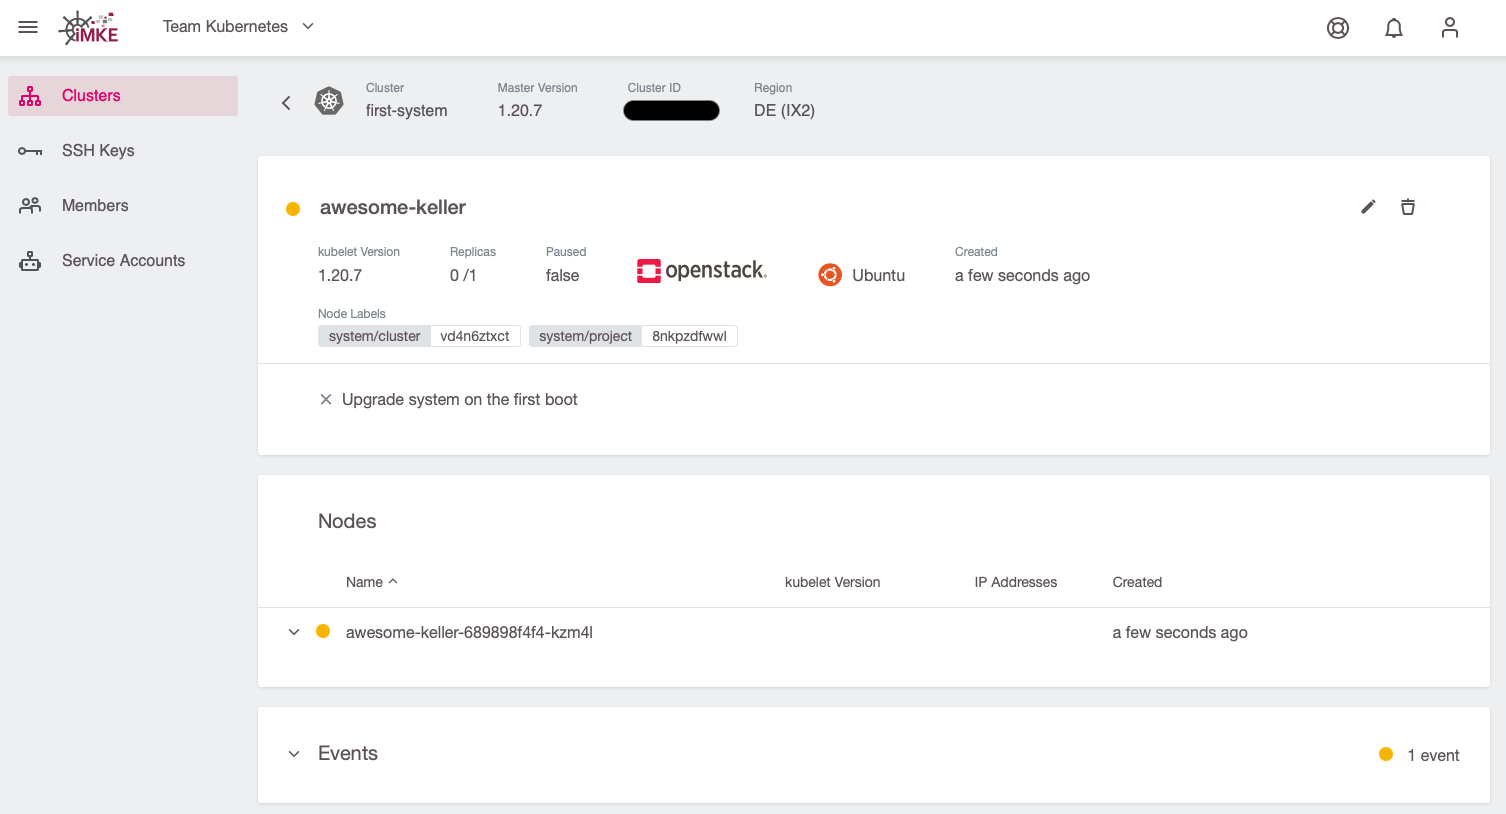 iMKE
Team Kubernetes
Clusters
SSH Keys
Members
Service Accounts
Cluster
first-system
Master Version
1.20.7
Cluster ID
Region
DE (IX2)
awesome-keller
kubelet Version
1.20.7
Replicas
0 /1
Paused
false
openstack.
Ubuntu
Created
a few seconds ago
Node Labels
system/cluster vd4n6ztxct system/project 8nkpzdfwwl
Upgrade system on the first boot
Nodes
Name kubelet Version IP Addresses Created
awesome-keller-689898f4f4-kzm4l a few seconds ago
Events 1 event